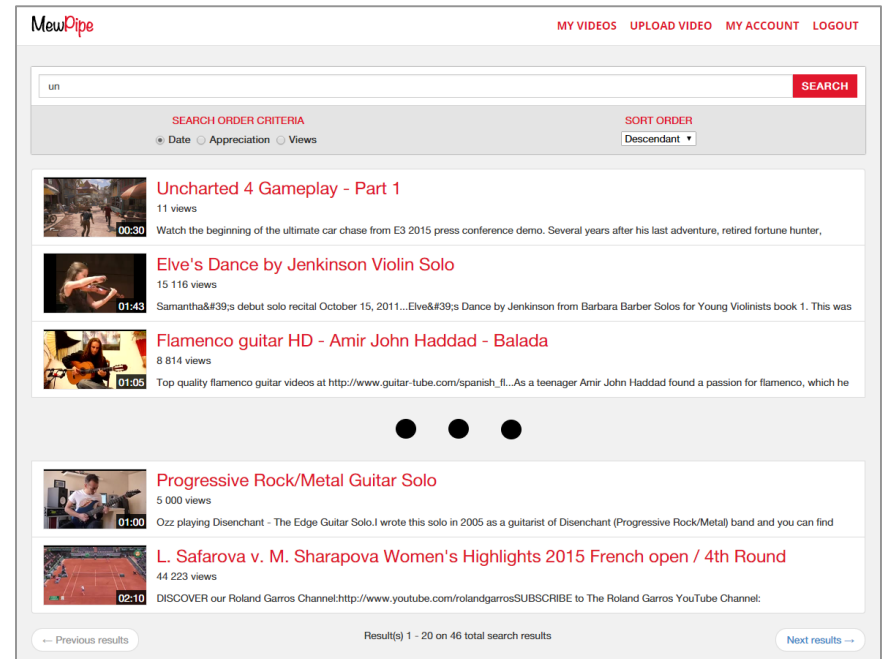 MewPipe
MY VIDEOS UPLOAD VIDEO MY ACCOUNT LOGOUT
un
SEARCH
SEARCH ORDER CRITERIA
SORT ORDER
Date Appreciation Views
Descendant
Uncharted 4 Gameplay - Part 1
11 views
00:30
Watch the beginning of the ultimate car chase from E3 2015 press conference demo. Several years after his last adventure, retired fortune hunter,
Elve's Dance by Jenkinson Violin Solo
15 116 views
01:43
Samantha&#39;s debut solo recital October 15, 2011...Elve&#39;s Dance by Jenkinson from Barbara Barber Solos for Young Violinists book 1. This was
Flamenco guitar HD - Amir John Haddad - Balada
8 814 views
01:05
Top quality flamenco guitar videos at http://www.guitar-tube.com/spanish_fl...As a teenager Amir John Haddad found a passion for flamenco, which he
Progressive Rock/Metal Guitar Solo
5 000 views
01:00
Ozz playing Disenchant - The Edge Guitar Solo.I wrote this solo in 2005 as a guitarist of Disenchant (Progressive Rock/Metal) band and you can find
L. Safarova v. M. Sharapova Women's Highlights 2015 French open / 4th Round
44 223 views
02:10
DISCOVER our Roland Garros Channel:http://www.youtube.com/rolandgarrosSUBSCRIBE to The Roland Garros YouTube Channel:
← Previous results
Result(s) 1 - 20 on 46 total search results
Next results →